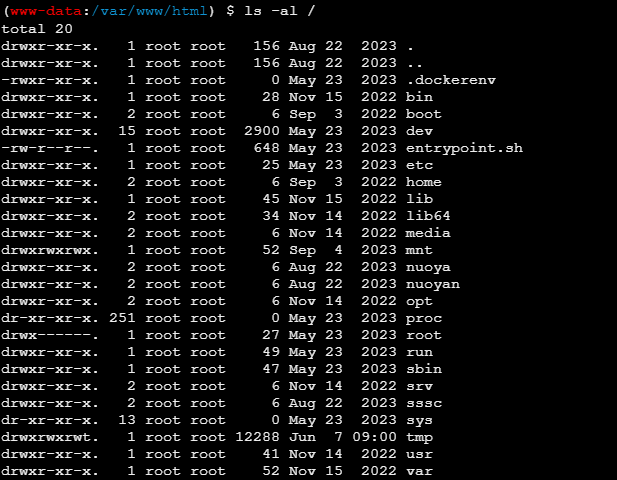 (www-data:/var/www/html) $ ls -al /
total 20
drwxr-xr-x.   1 root root   156 Aug 22  2023 .
drwxr-xr-x.   1 root root   156 Aug 22  2023 ..
-rwxr-xr-x.   1 root root     0 May 23  2023 .dockerenv
drwxr-xr-x.   1 root root    28 Nov 15  2022 bin
drwxr-xr-x.   2 root root     6 Sep  3  2022 boot
drwxr-xr-x.  15 root root  2900 May 23  2023 dev
-rw-r--r--.   1 root root   648 May 23  2023 entrypoint.sh
drwxr-xr-x.   1 root root    25 May 23  2023 etc
drwxr-xr-x.   2 root root     6 Sep  3  2022 home
drwxr-xr-x.   1 root root    45 Nov 15  2022 lib
drwxr-xr-x.   2 root root    34 Nov 14  2022 lib64
drwxr-xr-x.   2 root root     6 Nov 14  2022 media
drwxrwxrwx.   1 root root    52 Sep  4  2023 mnt
drwxr-xr-x.   2 root root     6 Aug 22  2023 nuoya
drwxr-xr-x.   2 root root     6 Aug 22  2023 nuoyan
drwxr-xr-x.   2 root root     6 Nov 14  2022 opt
dr-xr-xr-x. 251 root root     0 May 23  2023 proc
drwx------.   1 root root    27 May 23  2023 root
drwxr-xr-x.   1 root root    49 May 23  2023 run
drwxr-xr-x.   1 root root    47 May 23  2023 sbin
drwxr-xr-x.   2 root root     6 Nov 14  2022 srv
drwxr-xr-x.   2 root root     6 Aug 22  2023 sssc
dr-xr-xr-x.  13 root root     0 May 23  2023 sys
drwxrwxrwt.   1 root root 12288 Jun  7 09:00 tmp
drwxr-xr-x.   1 root root    41 Nov 14  2022 usr
drwxr-xr-x.   1 root root    52 Nov 15  2022 var